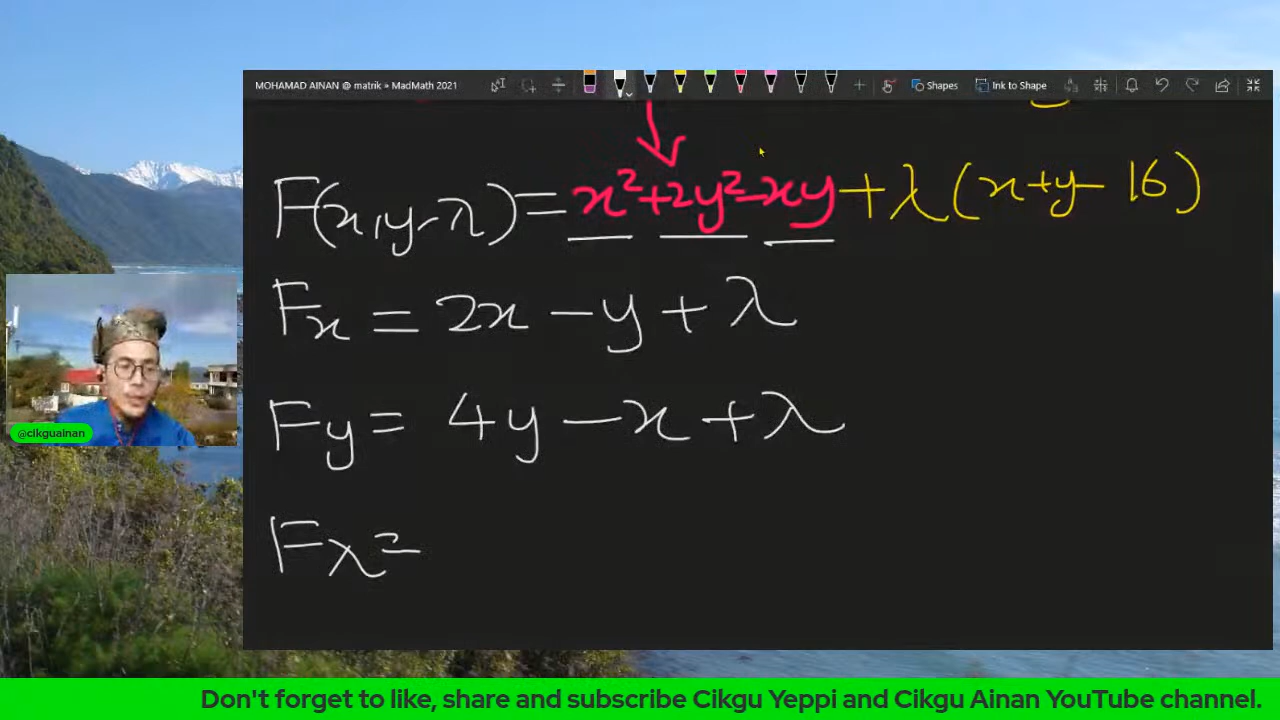 MOHAMAD AINAN @ matrik » MadMath 2021
Shapes
Ink to Shape
F(x,y,λ)=x²+2y²-xy+λ(x+y-16)
Fx = 2x - y + λ
Fy = 4y - x + λ
Fλ=
@cikguainan
Don't forget to like, share and subscribe Cikgu Yeppi and Cikgu Ainan YouTube channel.